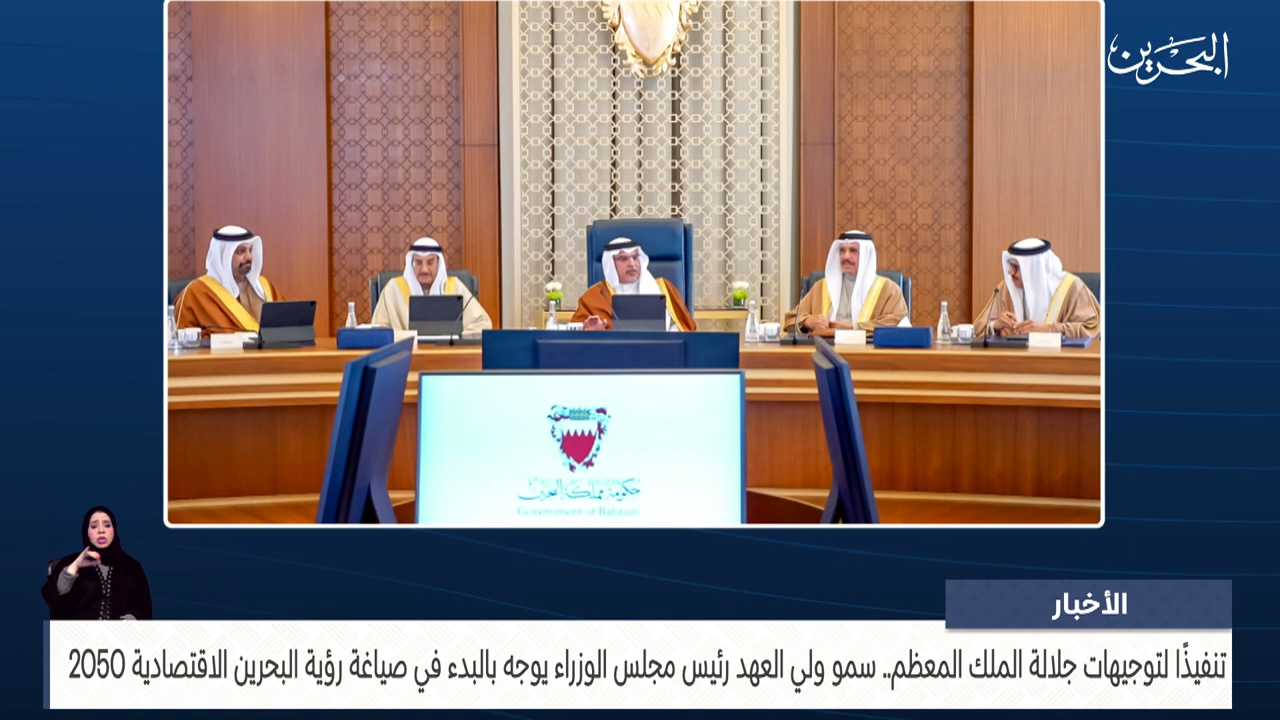 البحرين
حكومة مملكة البحرين
Government of Bahrain
الأخبار
تنفيذًا لتوجيهات جلالة الملك المعظم.. سمو ولي العهد رئيس مجلس الوزراء يوجه بالبدء في صياغة رؤية البحرين الاقتصادية 2050